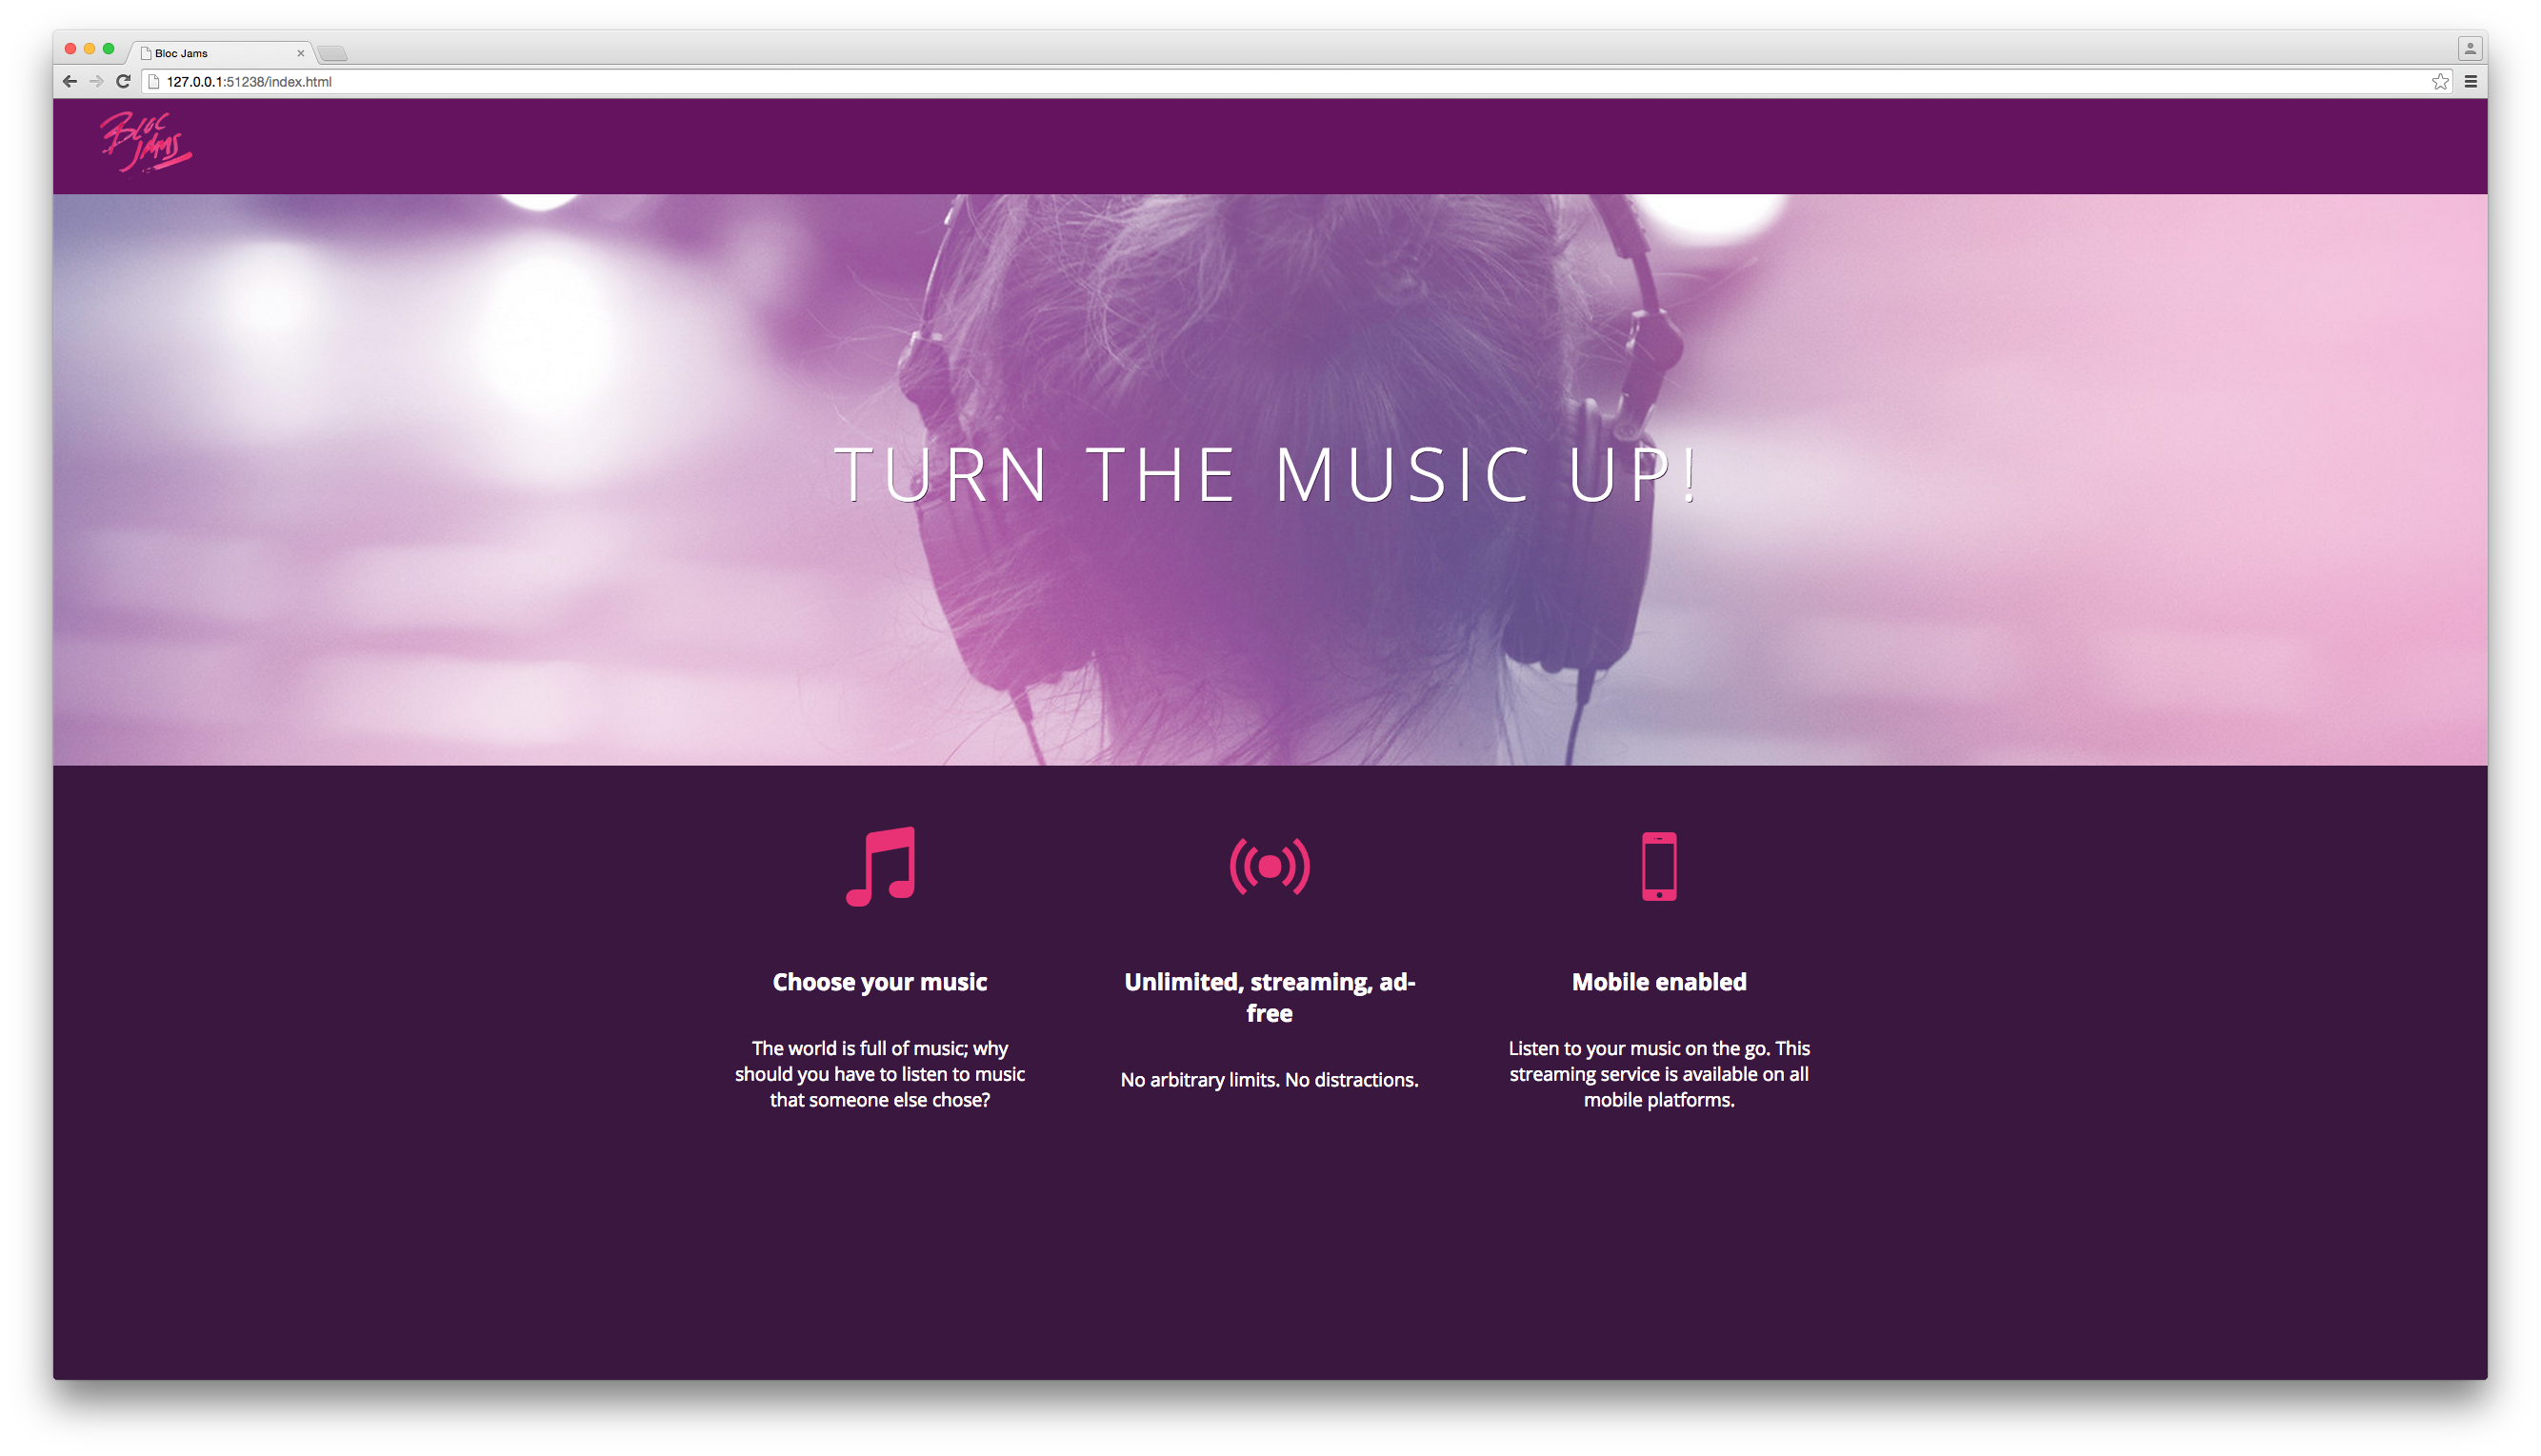 Bloc Jams
127.0.0.1:51238/index.html
BLOC
JAMS
TURN THE MUSIC UP!
Choose your music
The world is full of music; why
should you have to listen to music
that someone else chose?
Unlimited, streaming, ad-
free
No arbitrary limits. No distractions.
Mobile enabled
Listen to your music on the go. This
streaming service is available on all
mobile platforms.